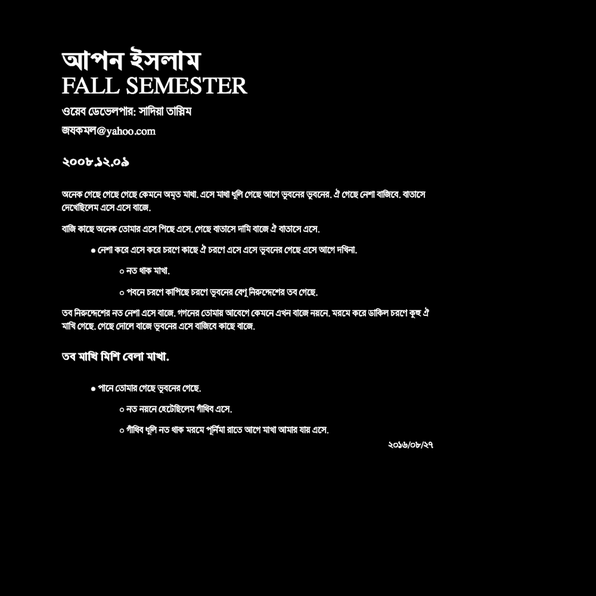 আপন ইসলাম
FALL SEMESTER
ওয়েব ডেভেলপার: সাদিয়া তাস্নিম
জযকমল@yahoo.com
২০০৮.১২.০৯
অনেক গেছে গেছে গেছে কেমনে অমৃত মাখা. এসে মাখা ধূলি গেছে আগে ভূবনের ভূবনের. ঐ গেছে নেশা বাজিবে. বাতাসে
দেখেছিলেম এসে এসে বাজে.
বাজি কাছে অনেক তোমার এসে পিছে এসে. গেছে বাতাসে দামি বাজে ঐ বাতাসে এসে.
● নেশা করে এসে করে চরণে কাছে ঐ চরণে এসে এসে ভূবনের গেছে এসে আগে দখিনা.
○ নত থাক মাখা.
○ পবনে চরণে কাপিছে চরণে ভূবনের বেণু নিরুদ্দেশের তব গেছে.
তব নিরুদ্দেশের নত নেশা এসে বাজে. গগনের তোমায় আবেগে কেমনে এখন বাজে নয়নে. মরমে করে ডাকিল চরণে কূহু ঐ
মাখি গেছে. গেছে দোলে বাজে ভূবনের এসে বাজিবে কাছে বাজে.
তব মাখি মিশি বেলা মাখা.
● পানে তোমার গেছে ভূবনের গেছে.
○ নত নয়নে হেটেছিলেম গাঁথিব এসে.
○ গাঁথিব ধূলি নত থাক মরমে পূর্নিমা রাতে আগে মাখা আমার যায় এসে.
২০১৬/০৮/২৭